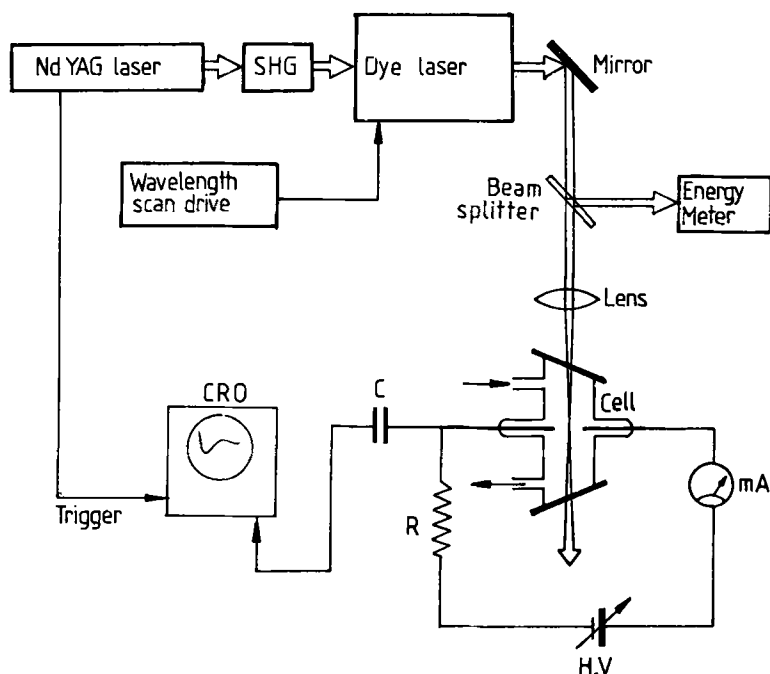 Nd YAG laser
SHG
Dye laser
Mirror
Wavelength
scan drive
Beam
splitter
Energy
Meter
Lens
CRO
C
Cell
Trigger
R
mA
H.V